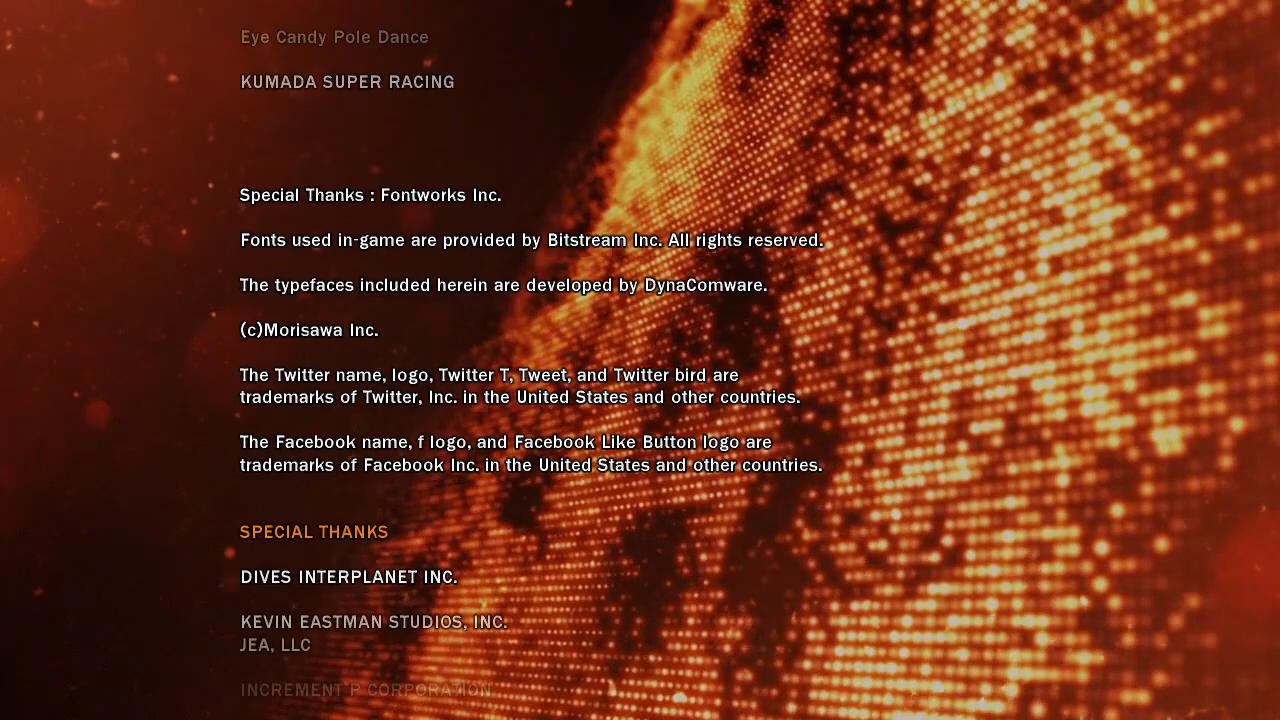 Eye Candy Pole Dance
KUMADA SUPER RACING
Special Thanks : Fontworks Inc.
Fonts used in-game are provided by Bitstream Inc. All rights reserved.
The typefaces included herein are developed by DynaComware.
(c)Morisawa Inc.
The Twitter name, logo, Twitter T, Tweet, and Twitter bird are
trademarks of Twitter, Inc. in the United States and other countries.
The Facebook name, f logo, and Facebook Like Button logo are
trademarks of Facebook Inc. in the United States and other countries.
SPECIAL THANKS
DIVES INTERPLANET INC.
KEVIN EASTMAN STUDIOS, INC.
JEA, LLC
INCREMENT P CORPORATION